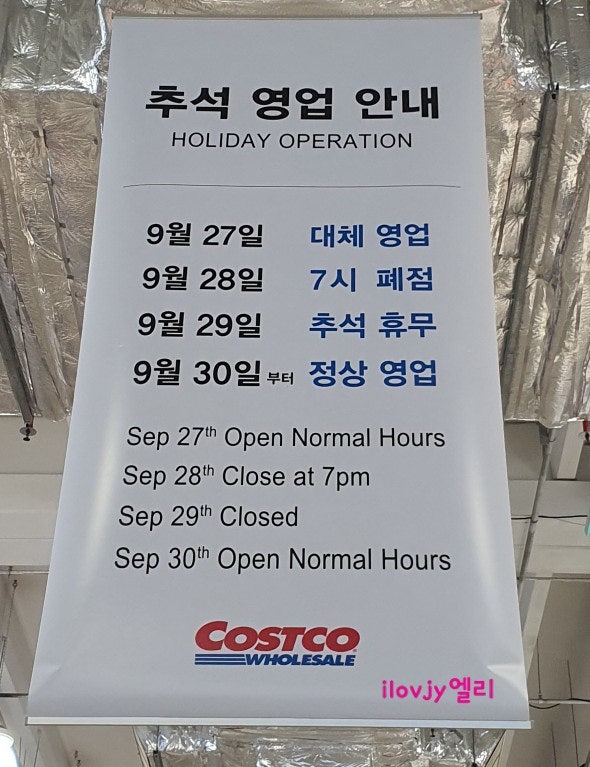 추석 영업 안내
HOLIDAY OPERATION
9월 27일 대체 영업
9월 28일 7시 폐점
9월 29일 추석 휴무
9월 30일 부터 정상 영업
Sep 27th Open Normal Hours
Sep 28th Close at 7pm
Sep 29th Closed
Sep 30th Open Normal Hours
COSTCO
WHOLESALE
ilovjy엘리